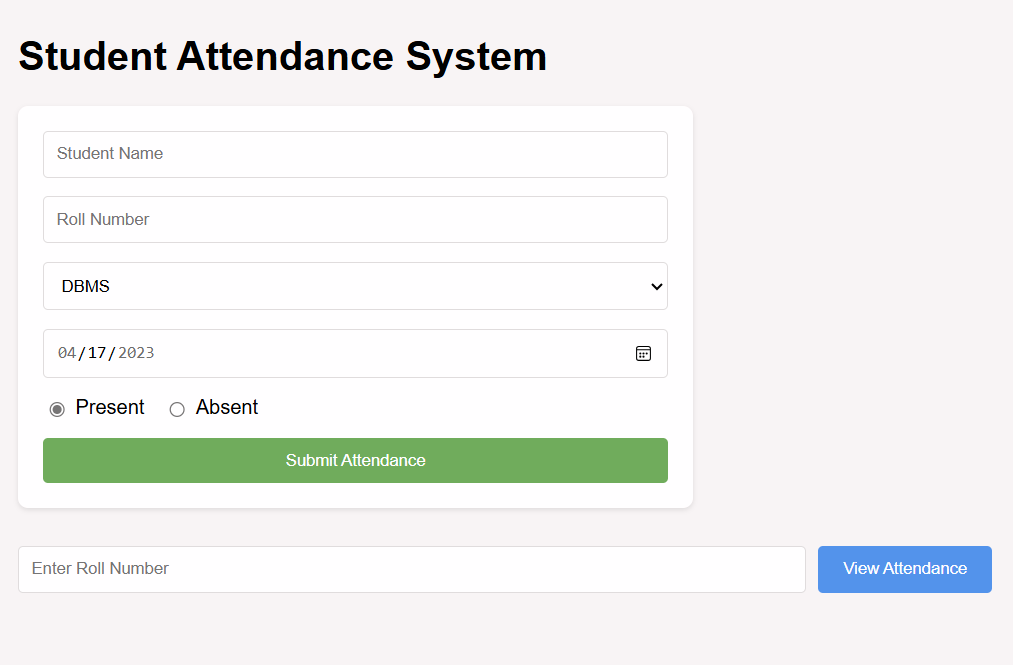 Student Attendance System
Student Name
Roll Number
DBMS
04/17/2023
Present Absent
Submit Attendance
Enter Roll Number View Attendance